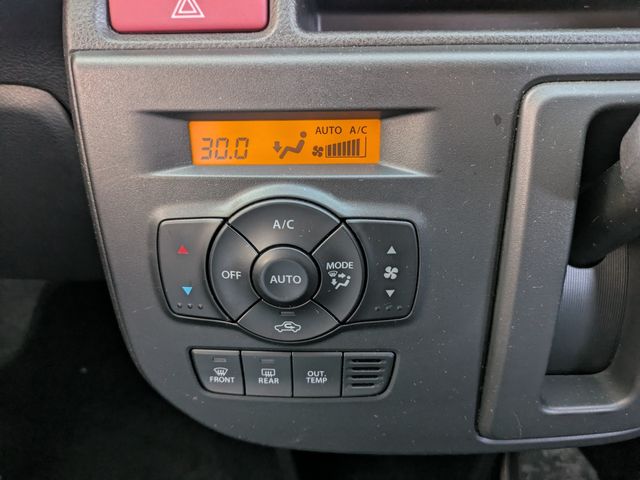 AUTO A/C
30.0
A/C
OFF
AUTO
MODE
FRONT
REAR
OUT.
TEMP